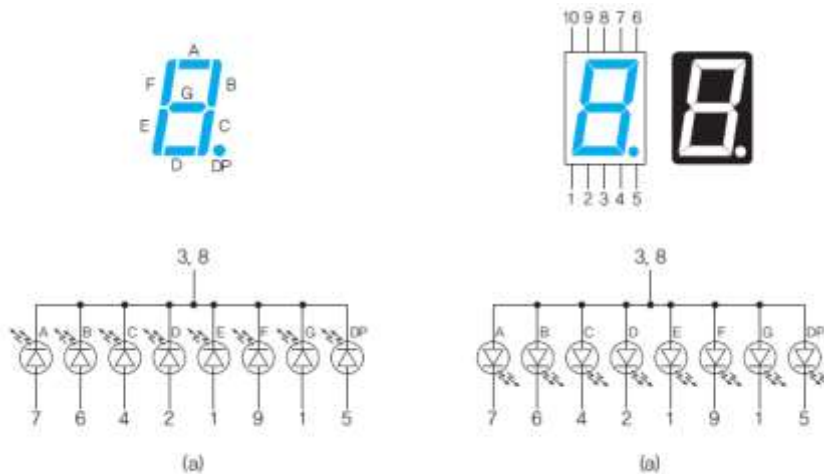 A
F B
G
E C
D DP
10 9 8 7 6
1 2 3 4 5
3, 8
A B C D E F G DP
7 6 4 2 1 9 1 5
(a)
3, 8
A B C D E F G DP
7 6 4 2 1 9 1 5
(a)